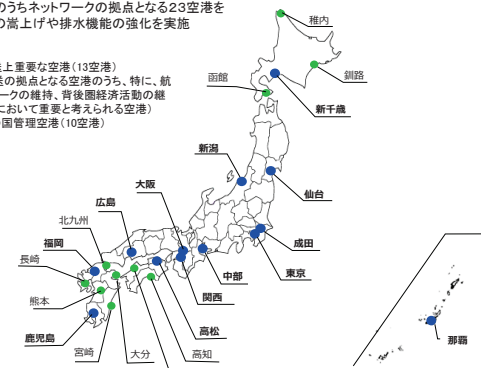 のうちネットワークの拠点となる23空港を
の嵩上げや排水機能の強化を実施
上重要な空港(13空港)
の拠点となる空港のうち、特に、航
ークの維持、背後圏経済活動の継
において重要と考えられる空港)
国管理空港(10空港)
稚内
函館
釧路
新千歳
新潟
大阪
仙台
広島
北九州
福岡
成田
長崎
中部
東京
関西
熊本
鹿児島
高松
那覇
宮崎
大分
高知